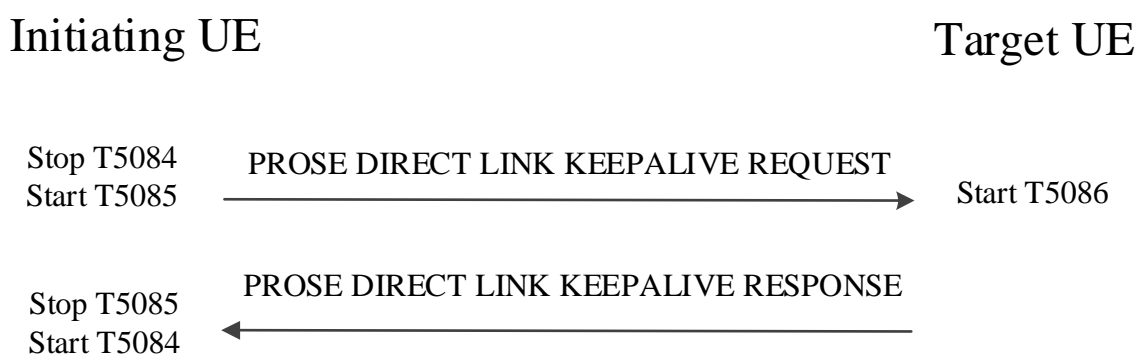 Initiating UE
Target UE
Stop T5084
Start T5085
PROSE DIRECT LINK KEEPALIVE REQUEST
Start T5086
Stop T5085
Start T5084
PROSE DIRECT LINK KEEPALIVE RESPONSE